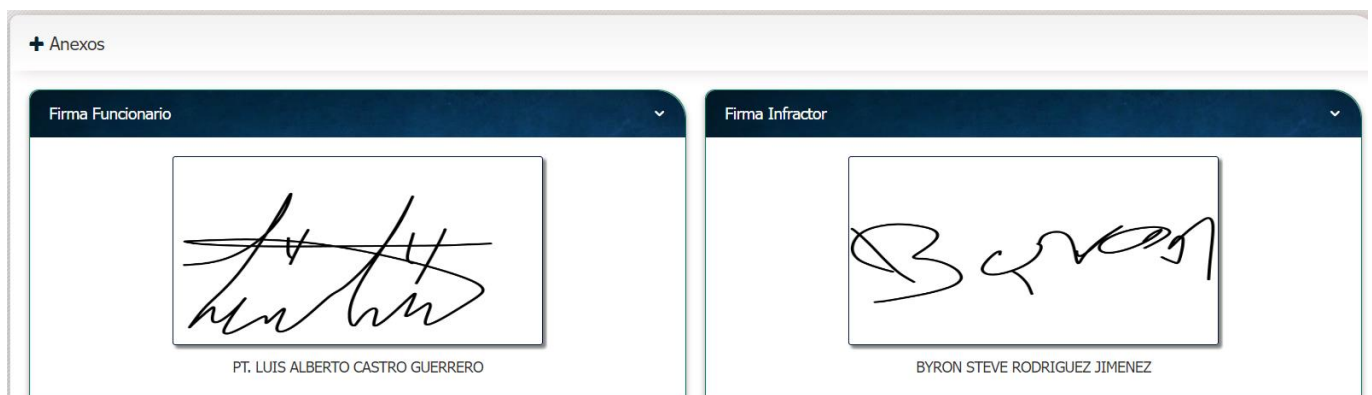 Anexos
Firma Funcionario
PT. LUIS ALBERTO CASTRO GUERRERO
Firma Infractor
BYRON STEVE RODRIGUEZ JIMENEZ